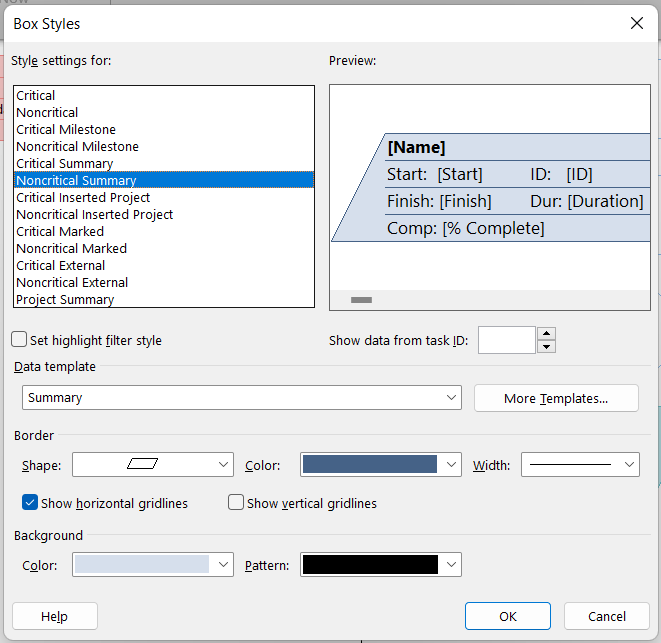 Box Styles
Style settings for:
Preview:
Critical
Noncritical
Critical Milestone
Noncritical Milestone
Critical Summary
Noncritical Summary
Critical Inserted Project
Noncritical Inserted Project
Critical Marked
Noncritical Marked
Critical External
Noncritical External
Project Summary
[Name]
Start: [Start] ID: [ID]
Finish: [Finish] Dur: [Duration]
Comp: [% Complete]
Set highlight filter style
Show data from task ID:
Data template
Summary
More Templates...
Border
Shape: Color: Width:
Show horizontal gridlines
Show vertical gridlines
Background
Color: Pattern:
Help
OK
Cancel